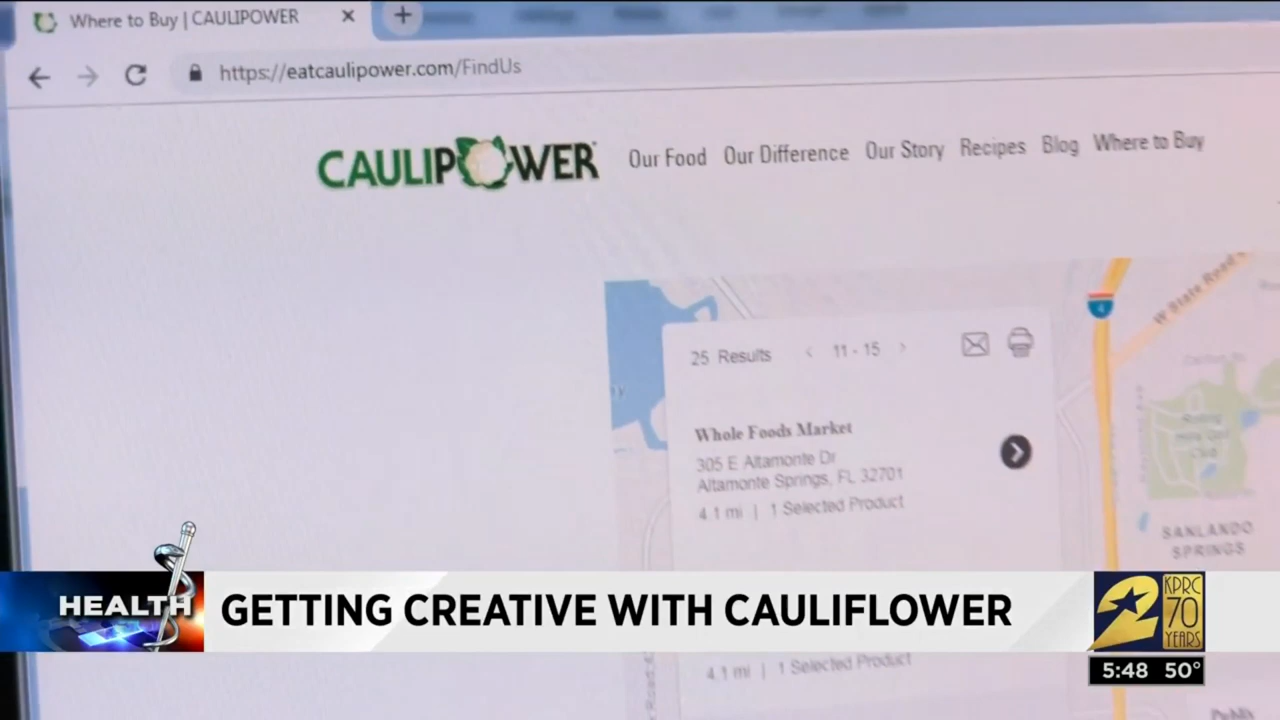 Where to Buy | CAULIPOWER
https://eatcaulipower.com/FindUs
CAULIPOWER
Our Food Our Difference Our Story Recipes Blog Where to Buy
4
W State Road
25 Results
11 - 15
Whole Foods Market
305 E Altamonte Dr
Altamonte Springs, FL 32701
4.1 mi | 1 Selected Product
SANLANDO
SPRINGS
HEALTH
GETTING CREATIVE WITH CAULIFLOWER
2
KPRC
70
YEARS
4.1 mi | 1 Selected Product
5:48 50°